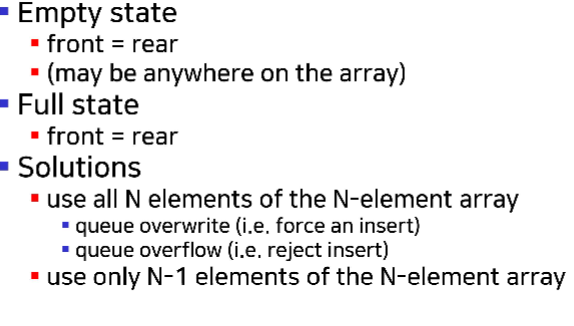 Empty state
front = rear
(may be anywhere on the array)
Full state
front = rear
Solutions
use all N elements of the N-element array
queue overwrite (i.e. force an insert)
queue overflow (i.e. reject insert)
use only N-1 elements of the N-element array